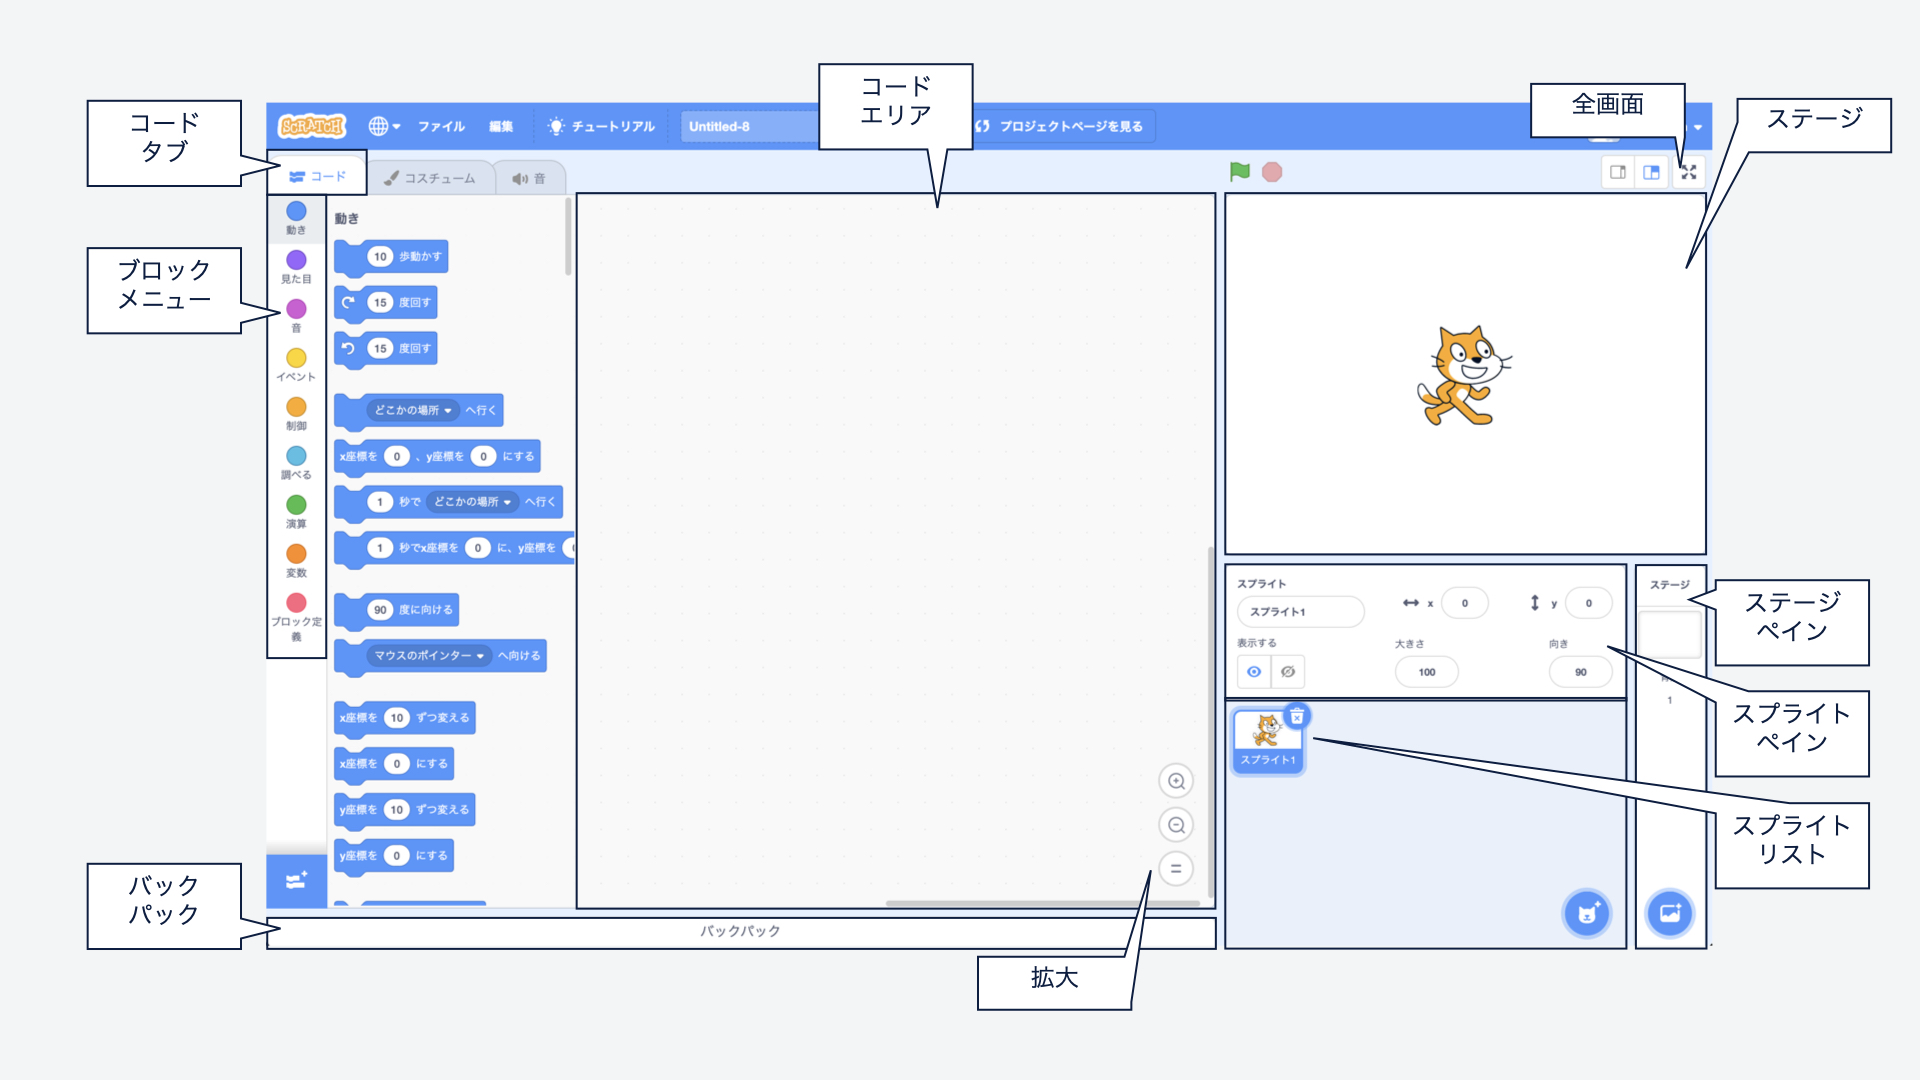 コード
エリア
全画面
ステージ
コード
タブ
SCRATCH
ファイル
編集
チュートリアル
Untitled-8
プロジェクトページを見る
コード
コスチューム
音
動き
見た目
音
イベント
制御
調べる
演算
変数
ブロック定
義
ブロック
メニュー
動き
10 歩動かす
15 度回す
15 度回す
どこかの場所 へ行く
x座標を 0 、y座標を 0 にする
1 秒で どこかの場所 へ行く
1 秒でx座標を 0 に、y座標を
90 度に向ける
マウスのポインター へ向ける
x座標を 10 ずつ変える
x座標を 0 にする
y座標を 10 ずつ変える
y座標を 0 にする
スプライト
スプライト1
x 0
y 0
表示する
大きさ
100
向き
90
スプライト1
ステージ
1
ステージ
ペイン
スプライト
ペイン
スプライト
リスト
バック
パック
バックパック
拡大